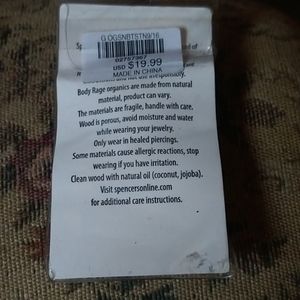 G OGSNBTSTN9/16
02757967
USD $19.99
MADE IN CHINA
Body Rage organics are made from natural
material, product can vary.
The materials are fragile, handle with care.
Wood is porous, avoid moisture and water
while wearing your jewelry.
Only wear in healed piercings.
Some materials cause allergic reactions, stop
wearing if you have irritation.
Clean wood with natural oil (coconut, jojoba).
Visit spencersonline.com
for additional care instructions.